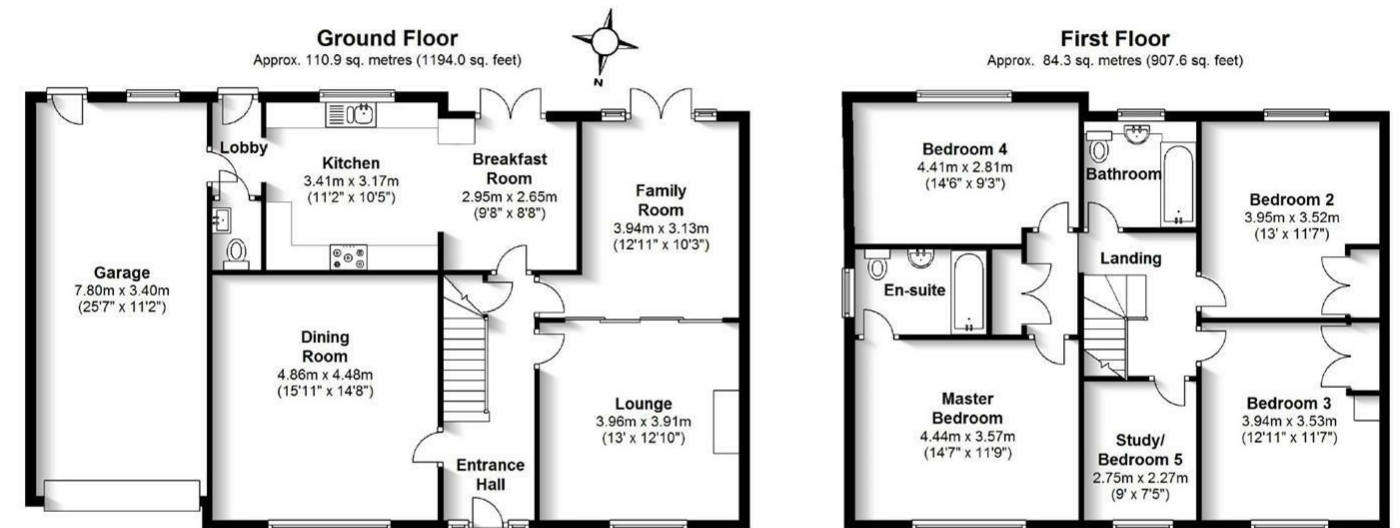 Ground Floor
Approx. 110.9 sq. metres (1194.0 sq. feet)
N
Lobby
Kitchen
3.41m x 3.17m
(11'2" x 10'5")
Breakfast
Room
2.95m x 2.65m
(9'8" x 8'8")
Family
Room
3.94m x 3.13m
(12'11" x 10'3")
Garage
7.80m x 3.40m
(25'7" x 11'2")
Dining
Room
4.86m x 4.48m
(15'11" x 14'8")
Lounge
3.96m x 3.91m
(13' x 12'10")
Entrance
Hall
First Floor
Approx. 84.3 sq. metres (907.6 sq. feet)
Bedroom 4
4.41m x 2.81m
(14'6" x 9'3")
Bathroom
Bedroom 2
3.95m x 3.52m
(13' x 11'7")
Landing
En-suite
Master
Bedroom
4.44m x 3.57m
(14'7" x 11'9")
Study/
Bedroom 5
2.75m x 2.27m
(9' x 7'5")
Bedroom 3
3.94m x 3.53m
(12'11" x 11'7")